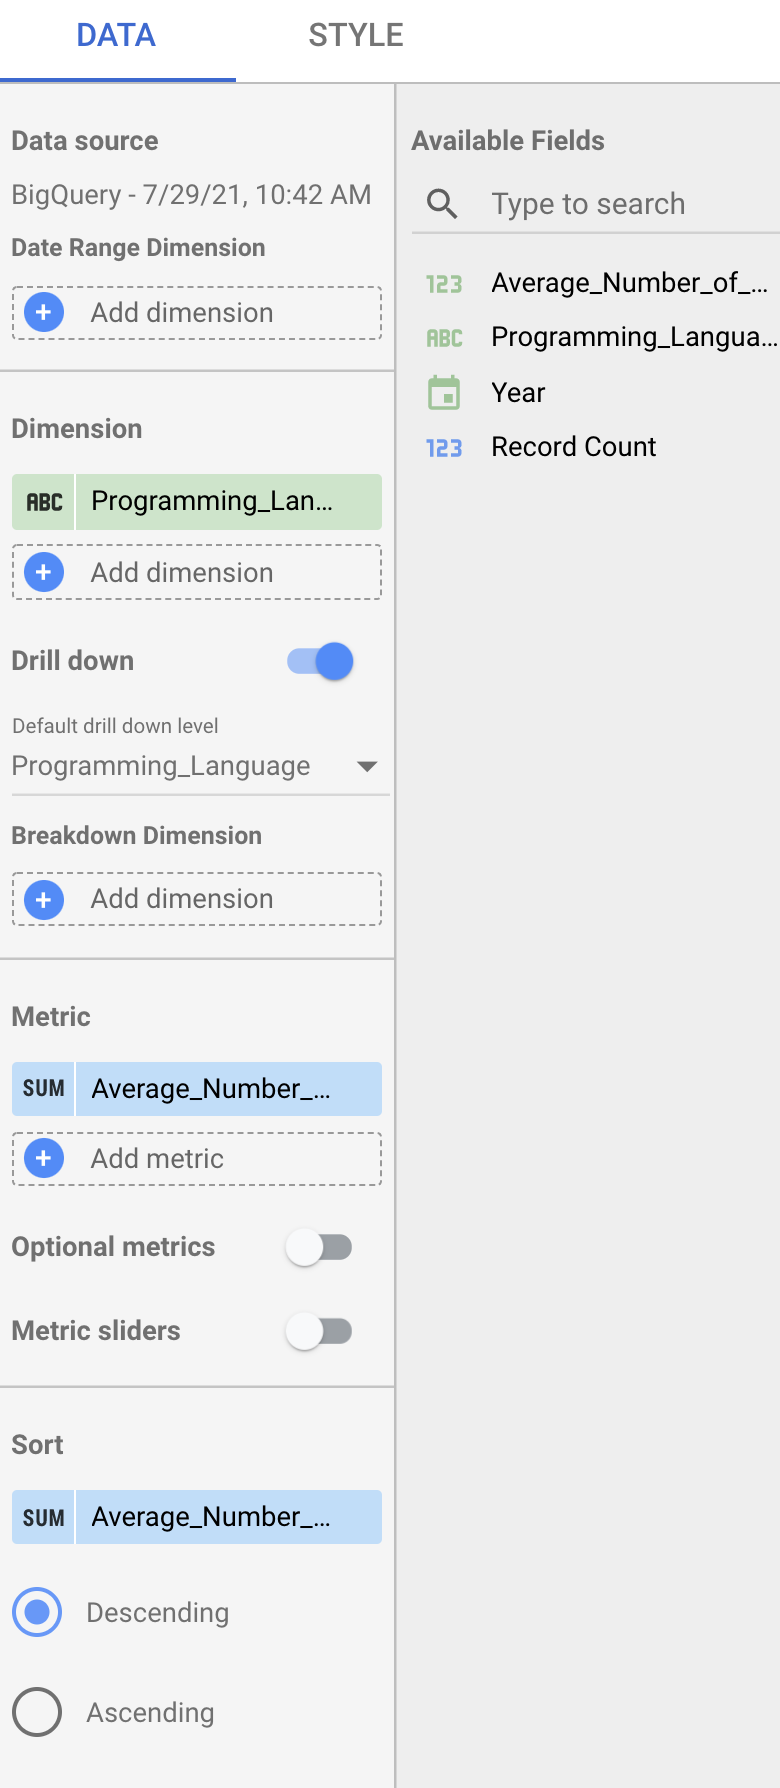 DATA STYLE
Data source
BigQuery - 7/29/21, 10:42 AM
Date Range Dimension
+ Add dimension
Dimension
ABC Programming_Lan...
+ Add dimension
Drill down
Default drill down level
Programming_Language
Breakdown Dimension
+ Add dimension
Metric
SUM Average_Number_...
+ Add metric
Optional metrics
Metric sliders
Sort
SUM Average_Number_...
Descending
Ascending
Available Fields
Type to search
123 Average_Number_of_...
ABC Programming_Langua...
Year
123 Record Count